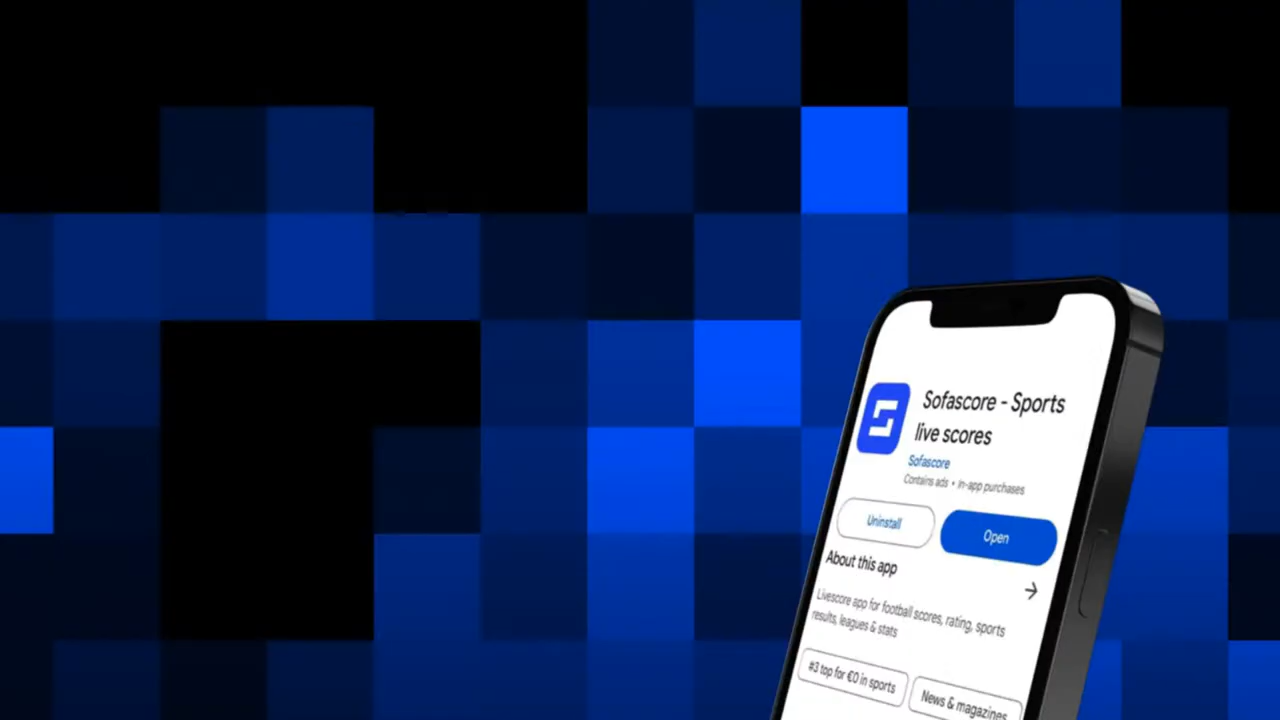 Sofascore - Sports
live scores
Sofascore
Contains ads • In-app purchases
Uninstall
Open
About this app
Livescore app for football scores, rating, sports
results, leagues & stats
#3 top for €0 in sports
News & magazines